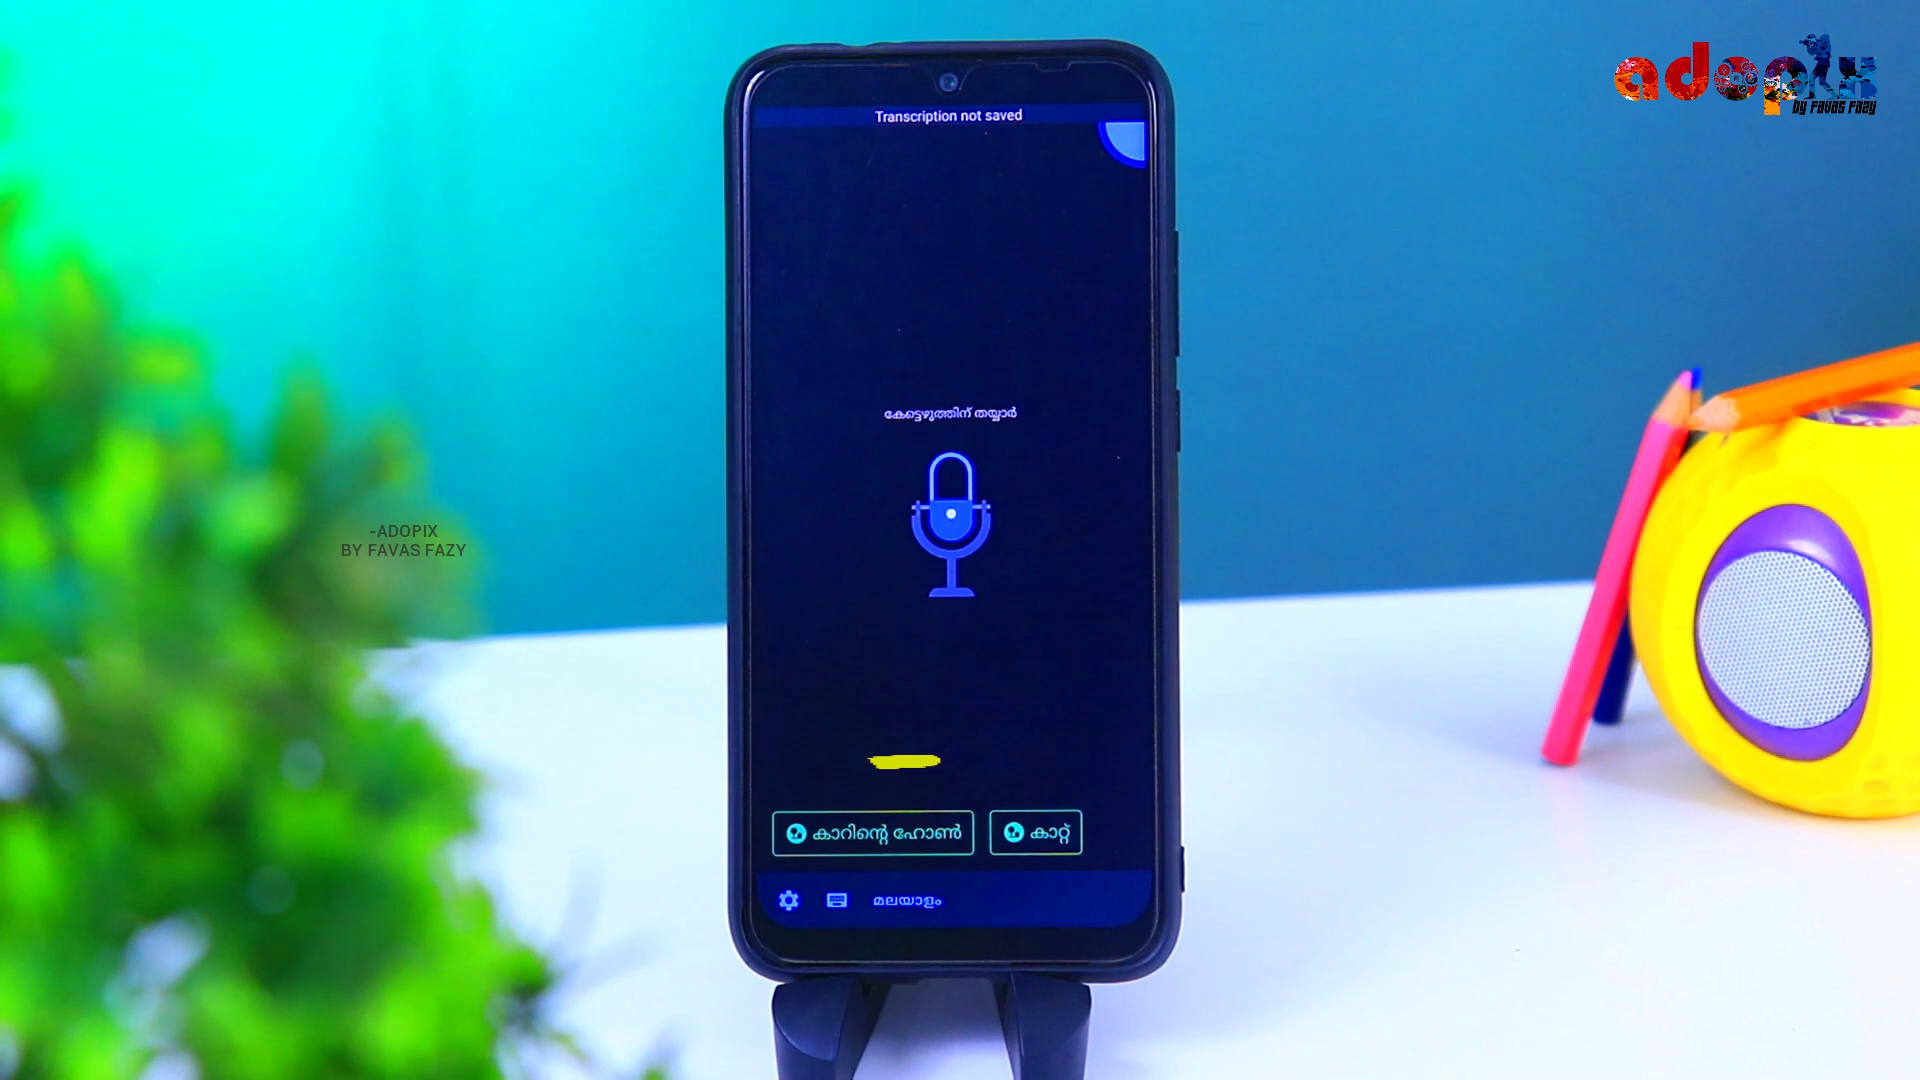 adopix
by FAVAS FAZY
Transcription not saved
കേട്ടെഴുത്തിന് തയ്യാർ
-ADOPIX
BY FAVAS FAZY
കാറിന്റെ ഹോൺ
കാറ്റ്
മലയാളം